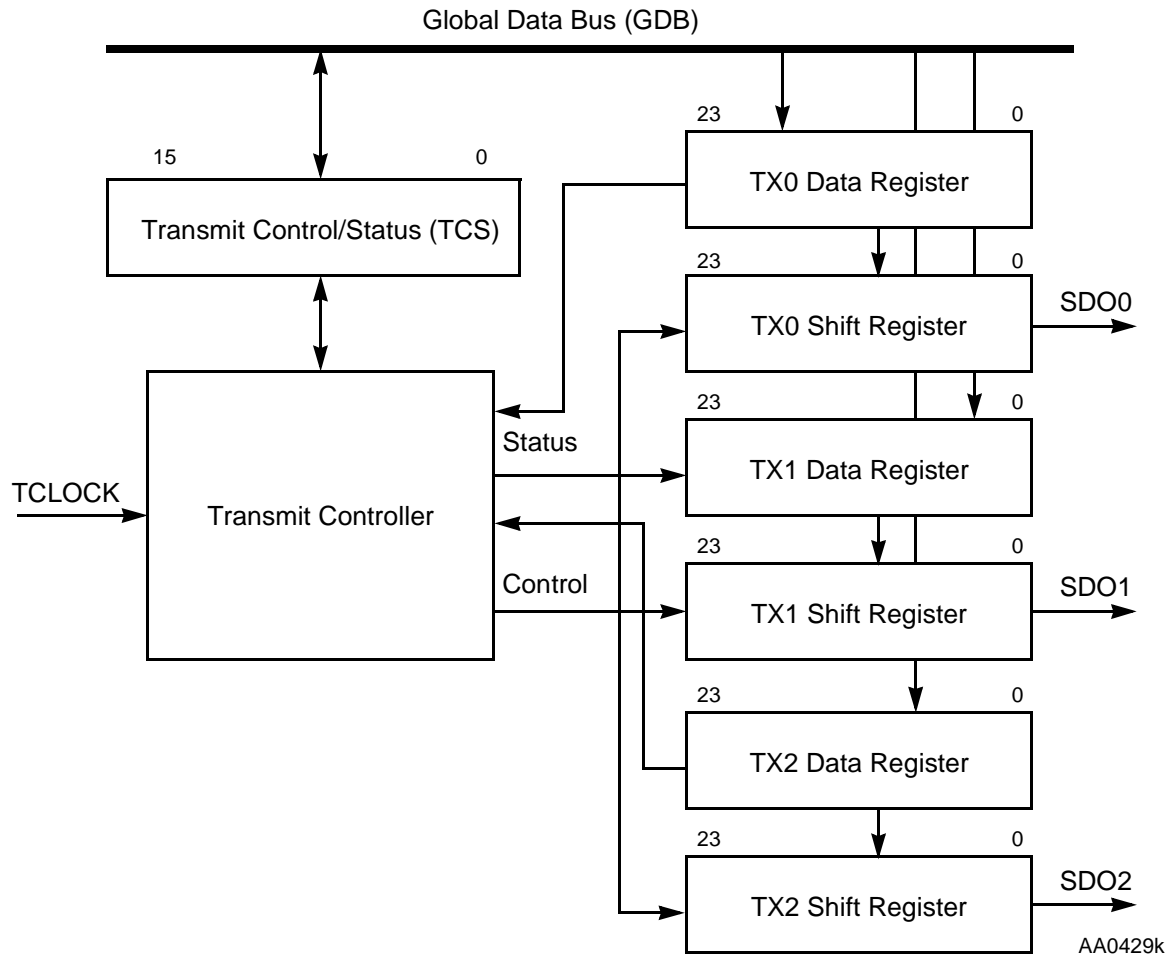 Global Data Bus (GDB)
23 0
TX0 Data Register
15 0
Transmit Control/Status (TCS)
23 0
TX0 Shift Register
SDO0
23 0
Status
TX1 Data Register
TCLOCK
Transmit Controller
23 0
Control
TX1 Shift Register
SDO1
23 0
TX2 Data Register
23 0
TX2 Shift Register
SDO2
AA0429k